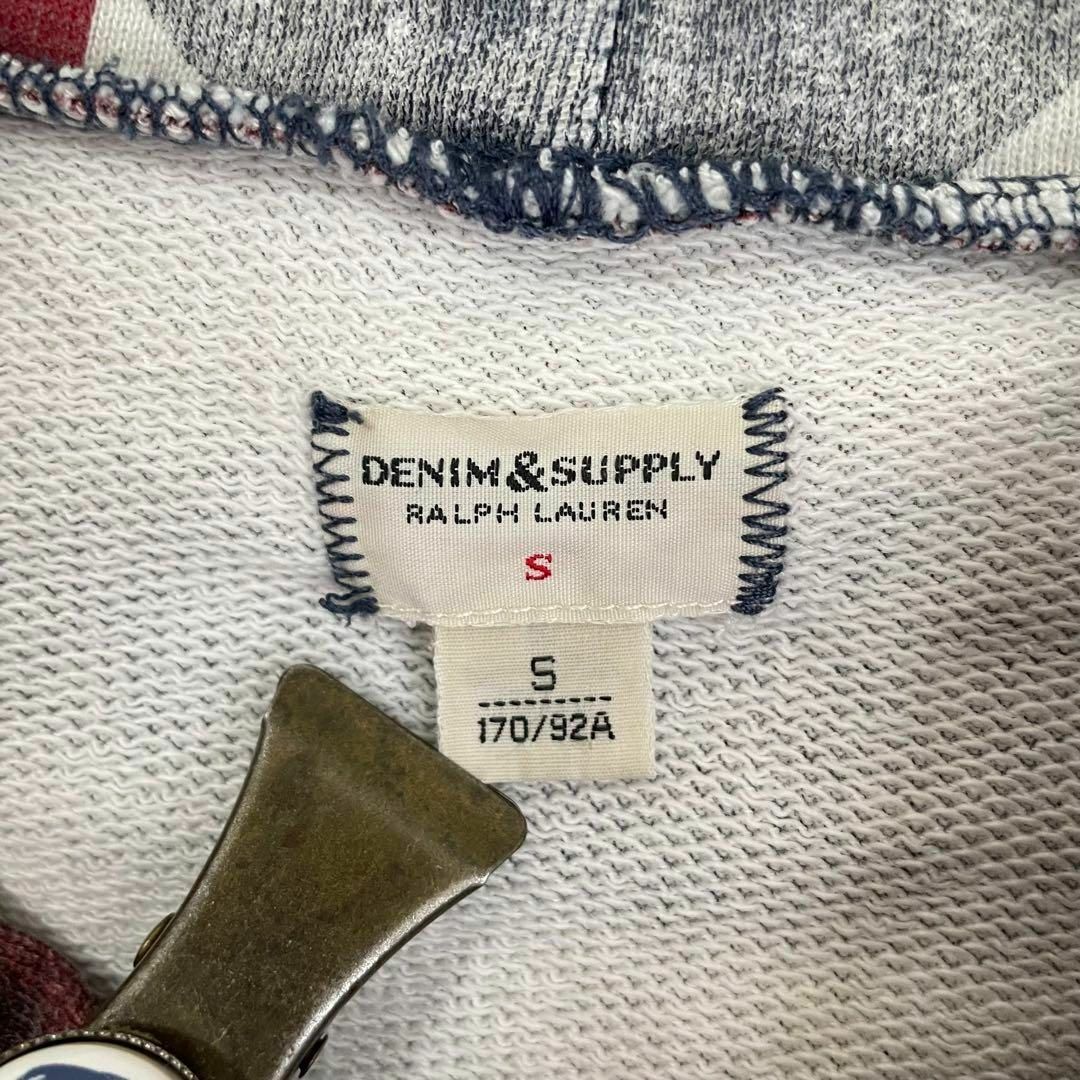 DENIM&SUPPLY
RALPH LAUREN
S
S
170/92A